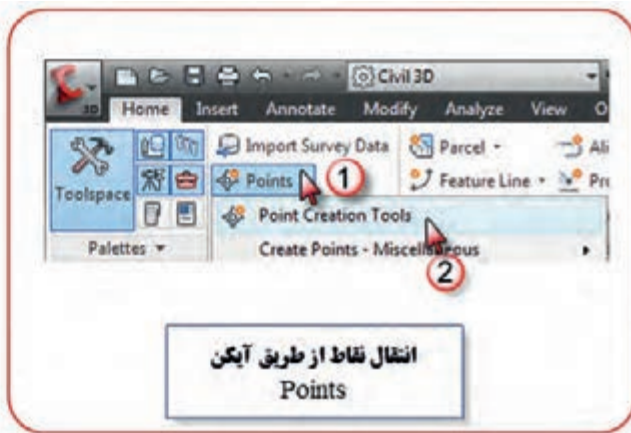 Civil 3D
3D Home Insert Annotate Modify Analyze View
Import Survey Data Parcel
Toolspace Points 1 Feature Line
Point Creation Tools
Palettes Create Points - Miscellaneous
2
انتقال نقاط از طریق آیکن
Points